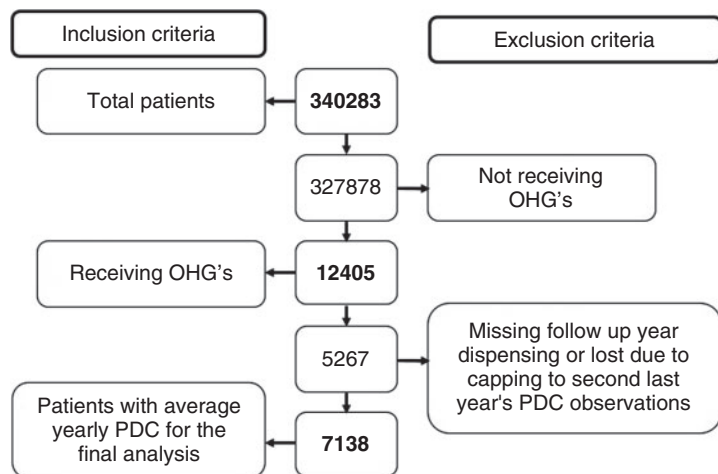 Inclusion criteria
Exclusion criteria
Total patients
340283
327878
Not receiving
OHG's
Receiving OHG's
12405
5267
Missing follow up year
dispensing or lost due to
capping to second last
year's PDC observations
Patients with average
yearly PDC for the
final analysis
7138